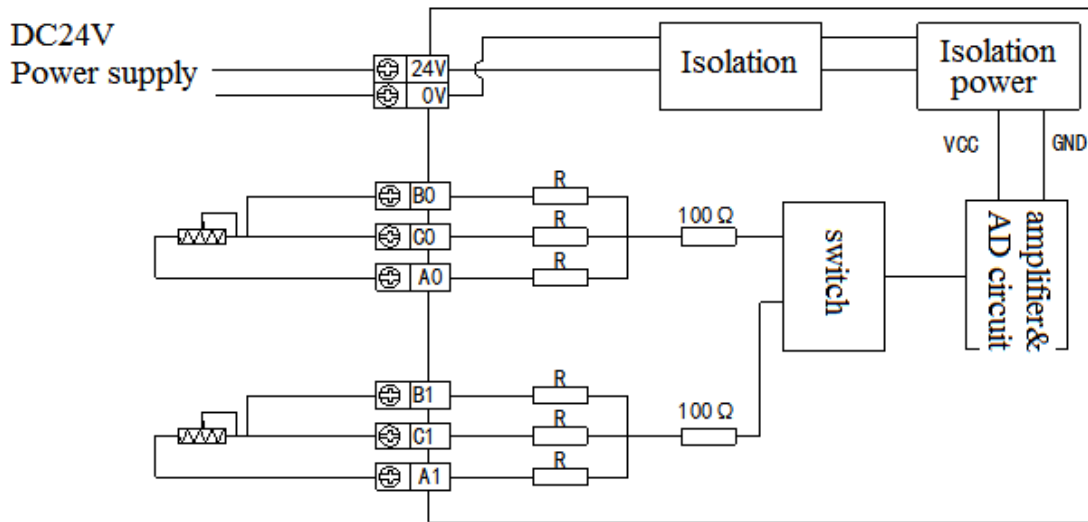 DC24V
Power supply
24V
0V
Isolation
Isolation
power
VCC
GND
B0
C0
A0
R
R
R
100Ω
switch
amplifier&
AD circuit
B1
C1
A1
R
R
R
100Ω